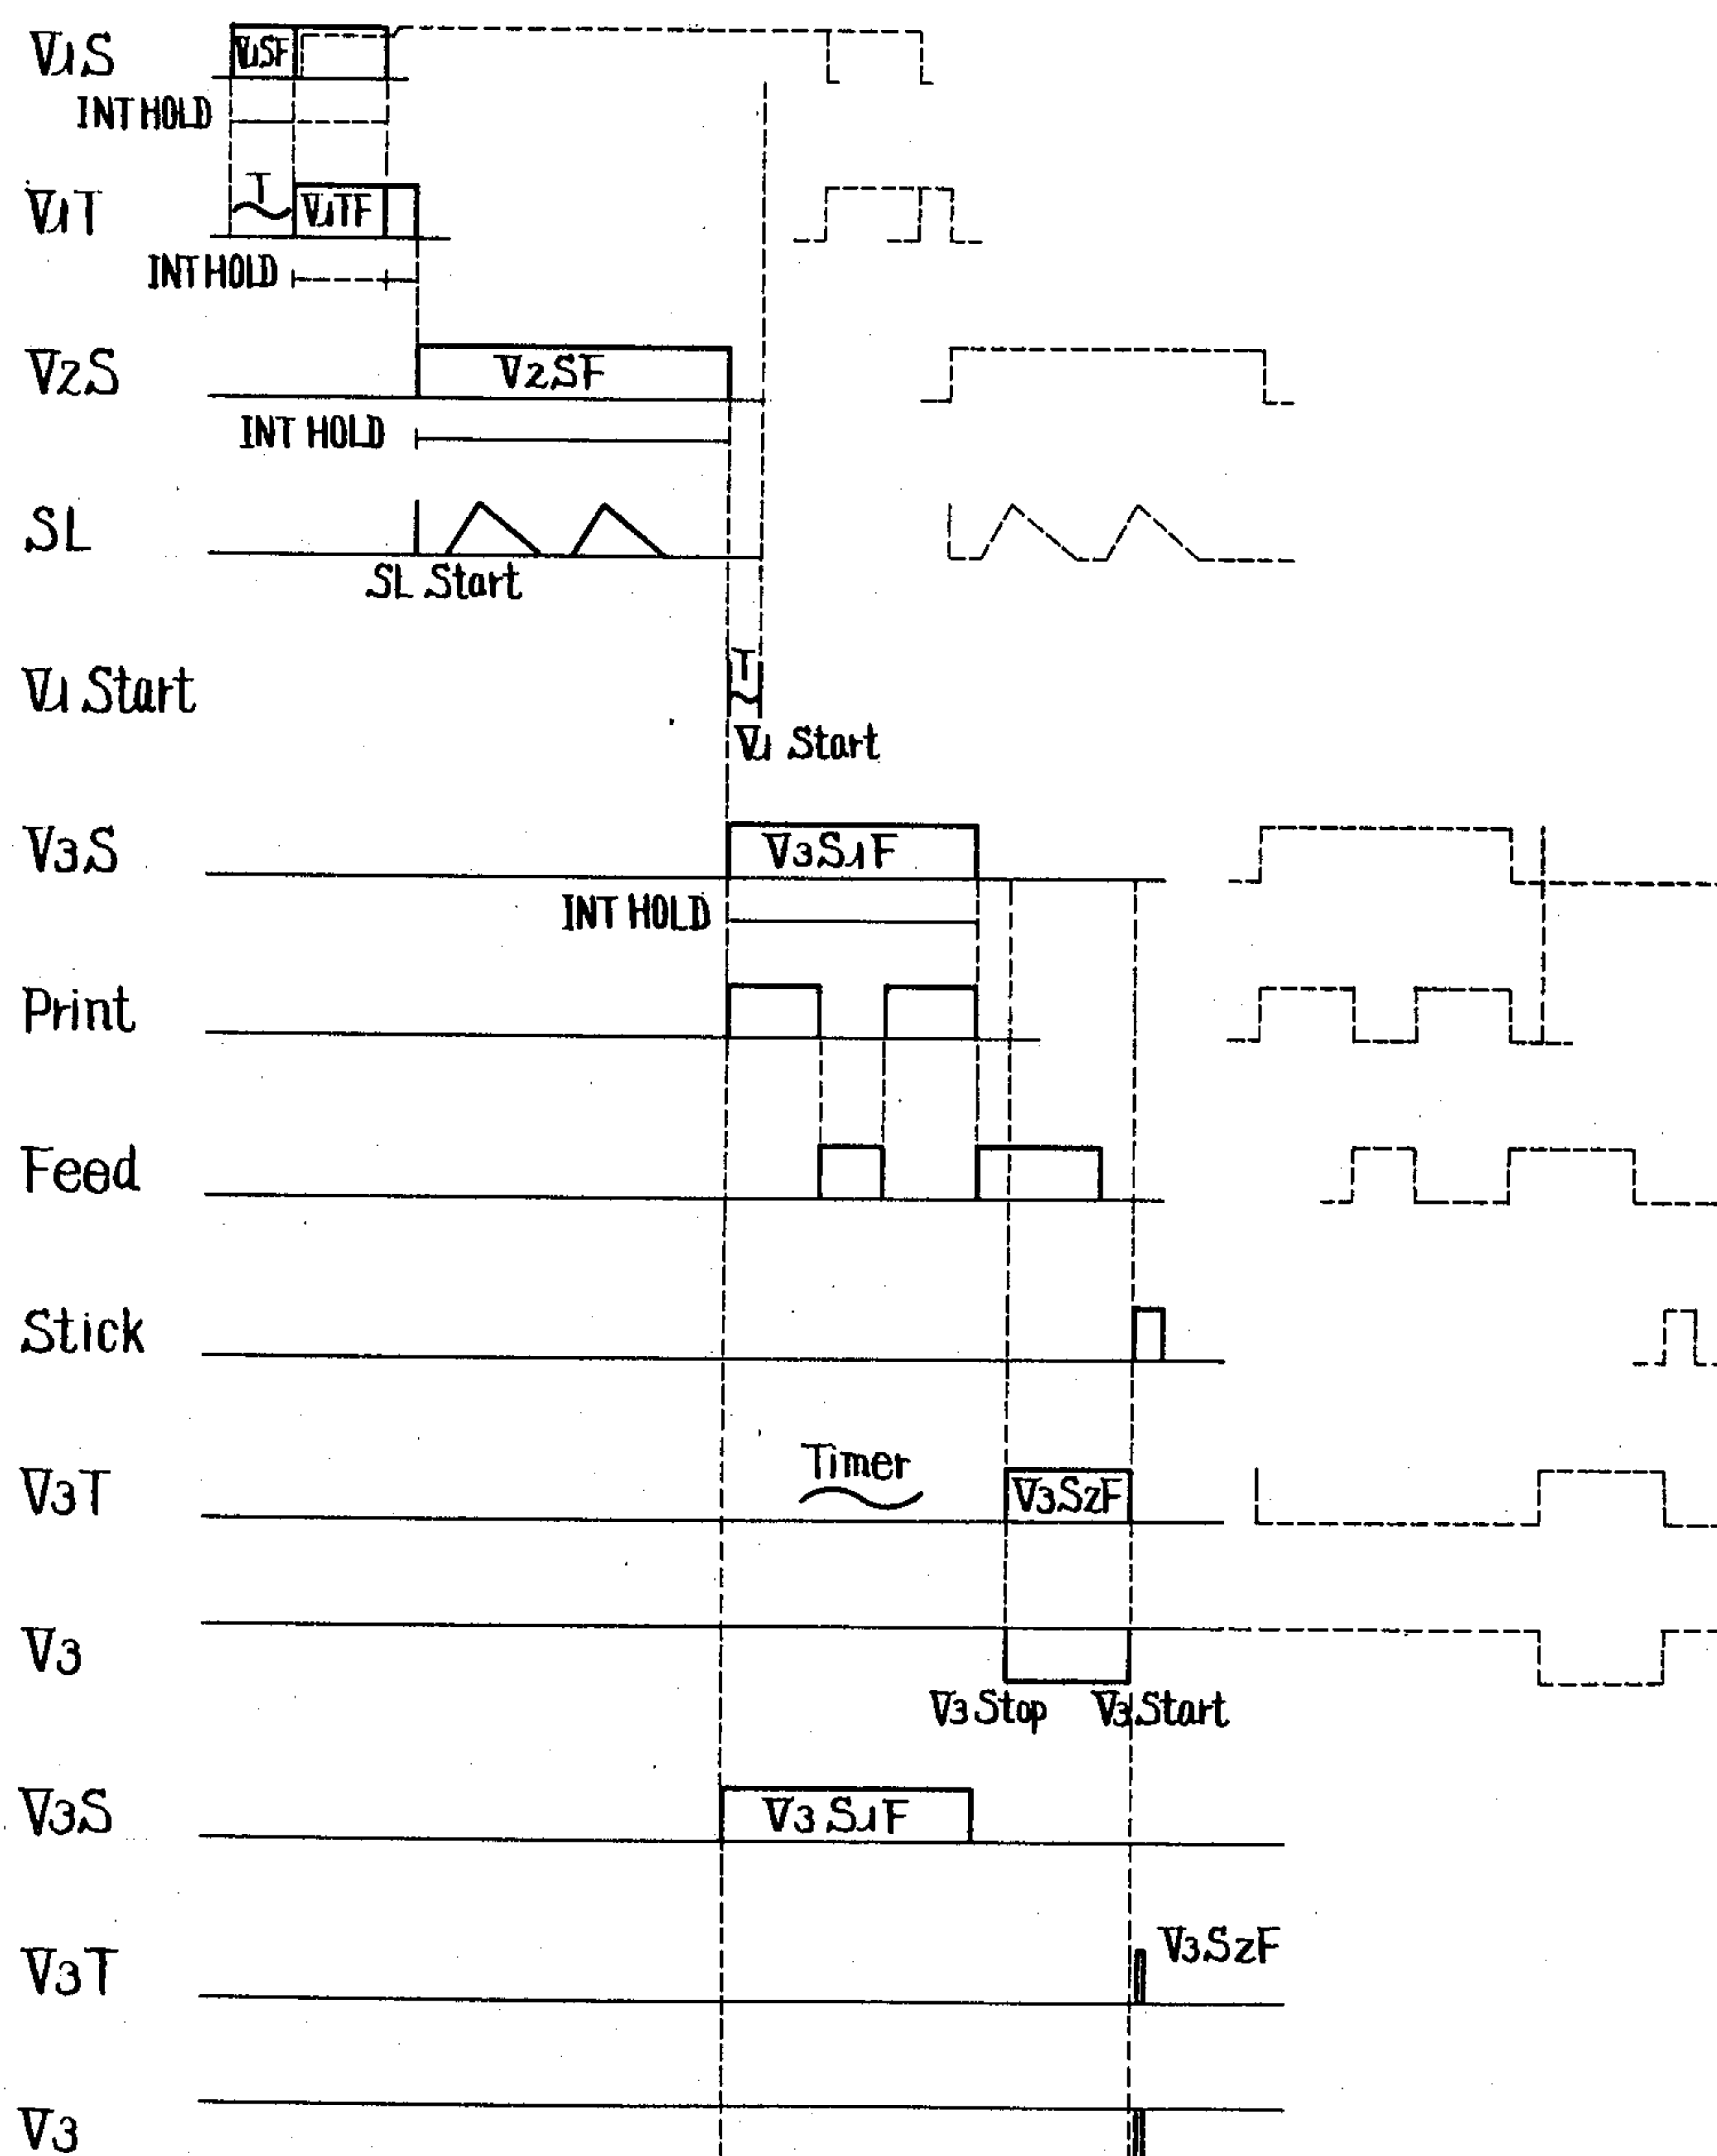 V1S
V1SF
INT HOLD
T
V1T
V1TF
INT HOLD
V2S
V2SF
INT HOLD
SL
SL Start
V1 Start
T
V1 Start
V3S
V3S1F
INT HOLD
Print
Feed
Stick
Timer
V3T
V3S2F
V3
V3 Stop
V3 Start
V3S
V3S1F
V3T
V3S2F
V3